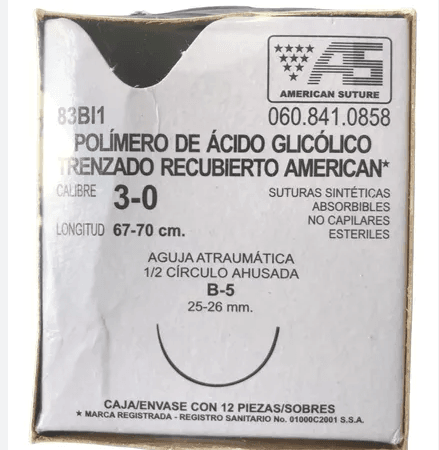 AS
AMERICAN SUTURE
83BI1
060.841.0858
POLÍMERO DE ÁCIDO GLICÓLICO
TRENZADO RECUBIERTO AMERICAN*
CALIBRE 3-0
LONGITUD 67-70 cm.
SUTURAS SINTÉTICAS
ABSORBIBLES
NO CAPILARES
ESTERILES
AGUJA ATRAUMÁTICA
1/2 CÍRCULO AHUSADA
B-5
25-26 mm.
CAJA/ENVASE CON 12 PIEZAS/SOBRES
* MARCA REGISTRADA - REGISTRO SANITARIO No. 01000C2001 S.S.A.